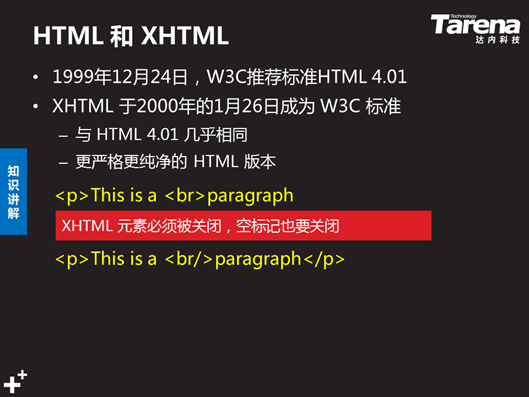 HTML 和 XHTML
Technology
Tarena
达内科技
• 1999年12月24日，W3C推荐标准HTML 4.01
• XHTML 于2000年的1月26日成为 W3C 标准
– 与 HTML 4.01 几乎相同
– 更严格更纯净的 HTML 版本
知识讲解
<p>This is a <br>paragraph
XHTML 元素必须被关闭，空标记也要关闭
<p>This is a <br/>paragraph</p>